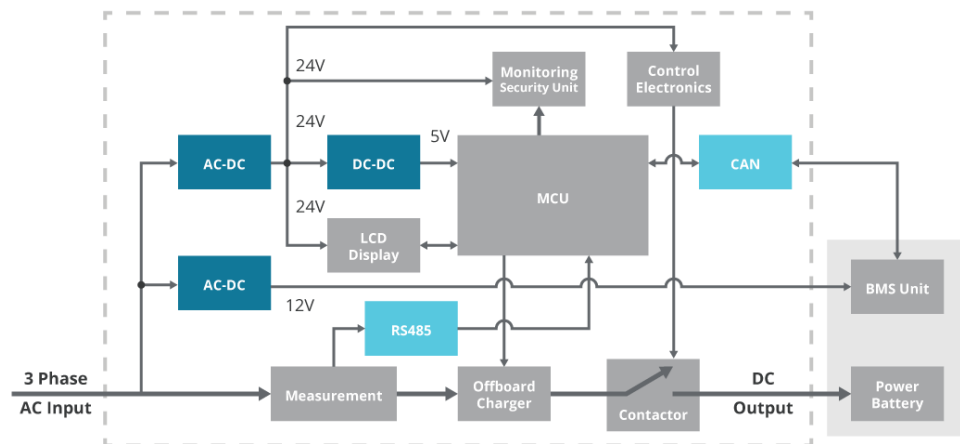 24V
Monitoring
Security Unit
Control
Electronics
24V
5V
AC-DC
DC-DC
MCU
CAN
24V
LCD
Display
AC-DC
12V
BMS Unit
RS485
3 Phase
AC Input
Measurement
Offboard
Charger
Contactor
DC
Output
Power
Battery